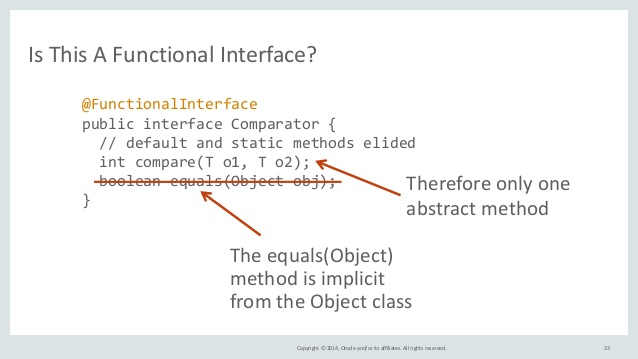 Is This A Functional Interface?
@FunctionalInterface
public interface Comparator {
// default and static methods elided
int compare(T o1, T o2);
boolean equals(Object obj);
}
Therefore only one
abstract method
The equals(Object)
method is implicit
from the Object class
Copyright © 2014, Oracle and/or its affiliates. All rights reserved.
23